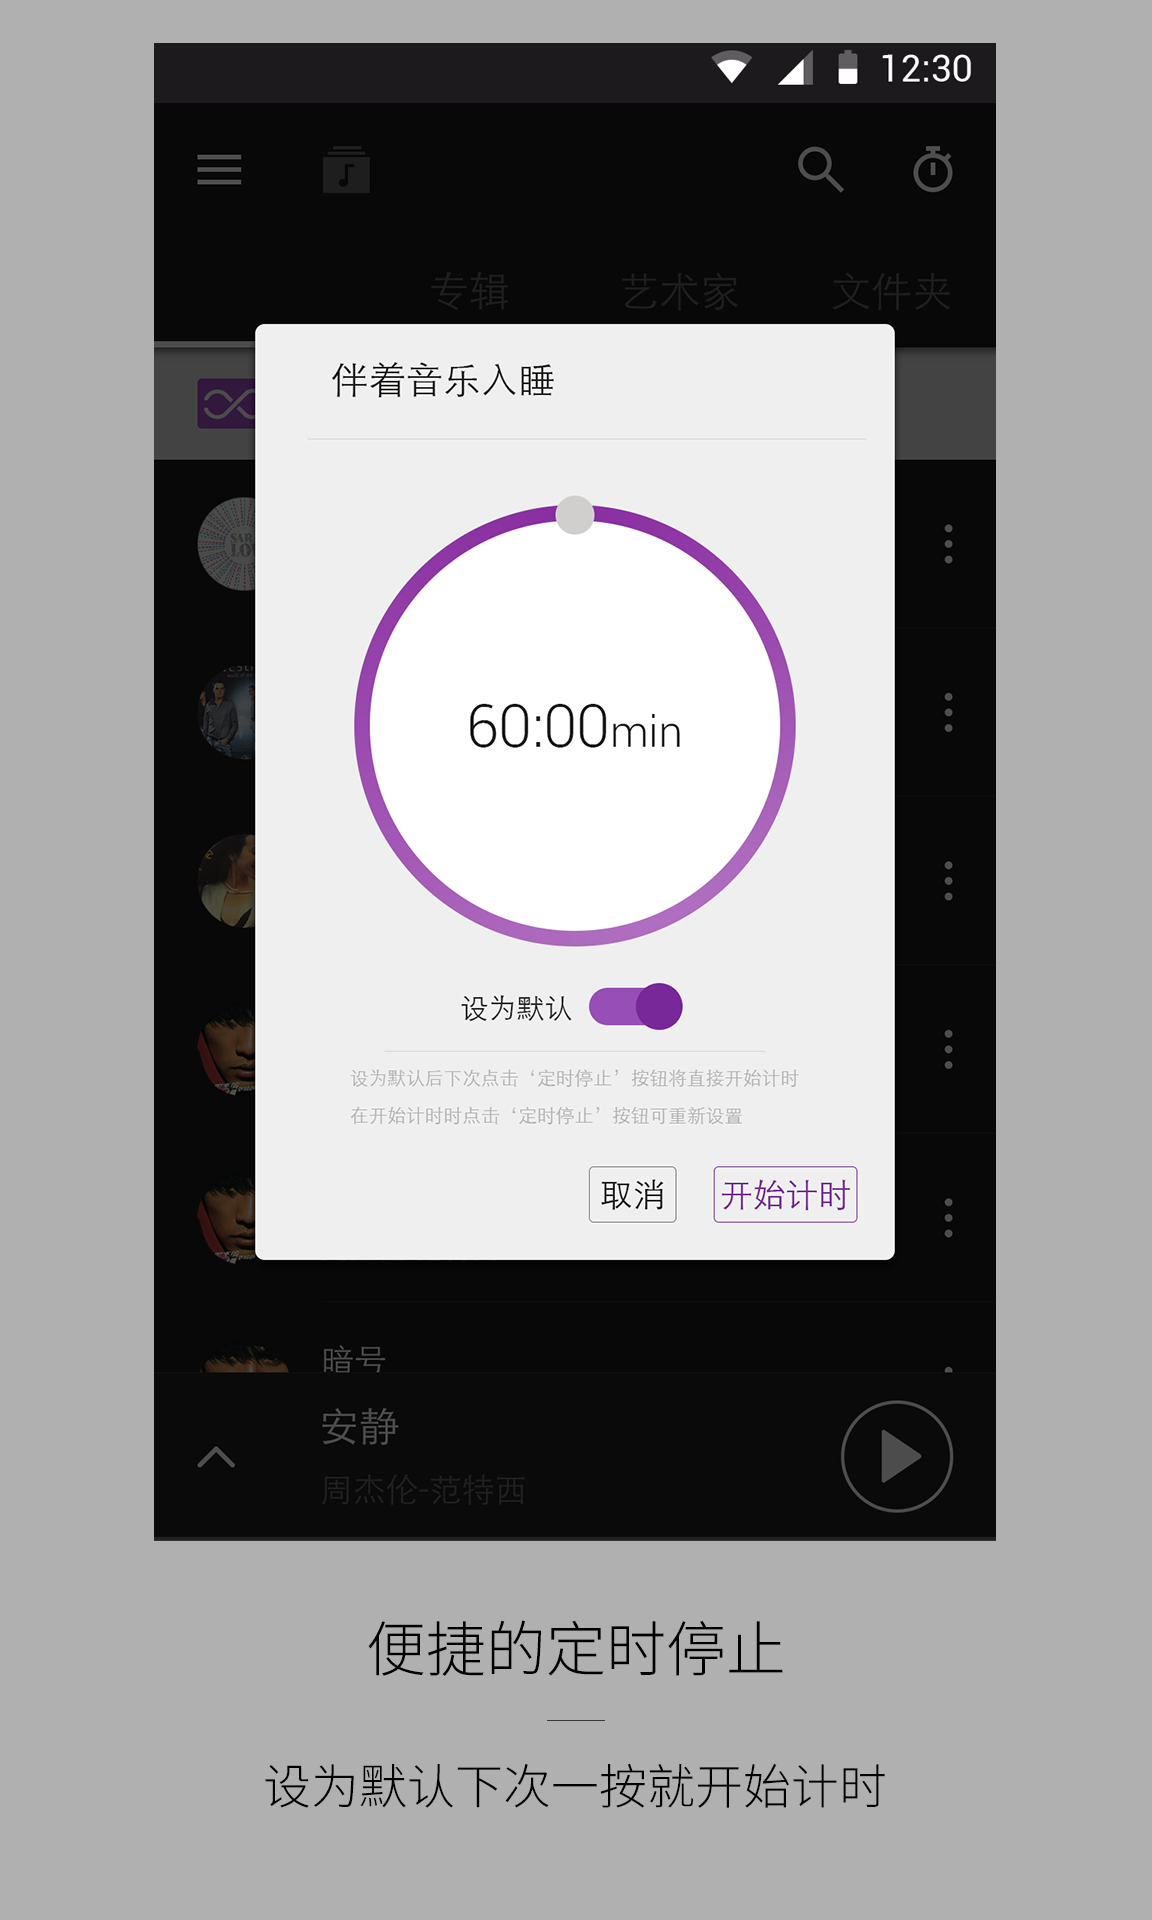 12:30
专辑 艺术家 文件夹
伴着音乐入睡
60:00min
设为默认
设为默认后下次点击‘定时停止’按钮将直接开始计时
在开始计时时点击‘定时停止’按钮可重新设置
取消 开始计时
暗号
安静
周杰伦-范特西
便捷的定时停止
设为默认下次一按就开始计时